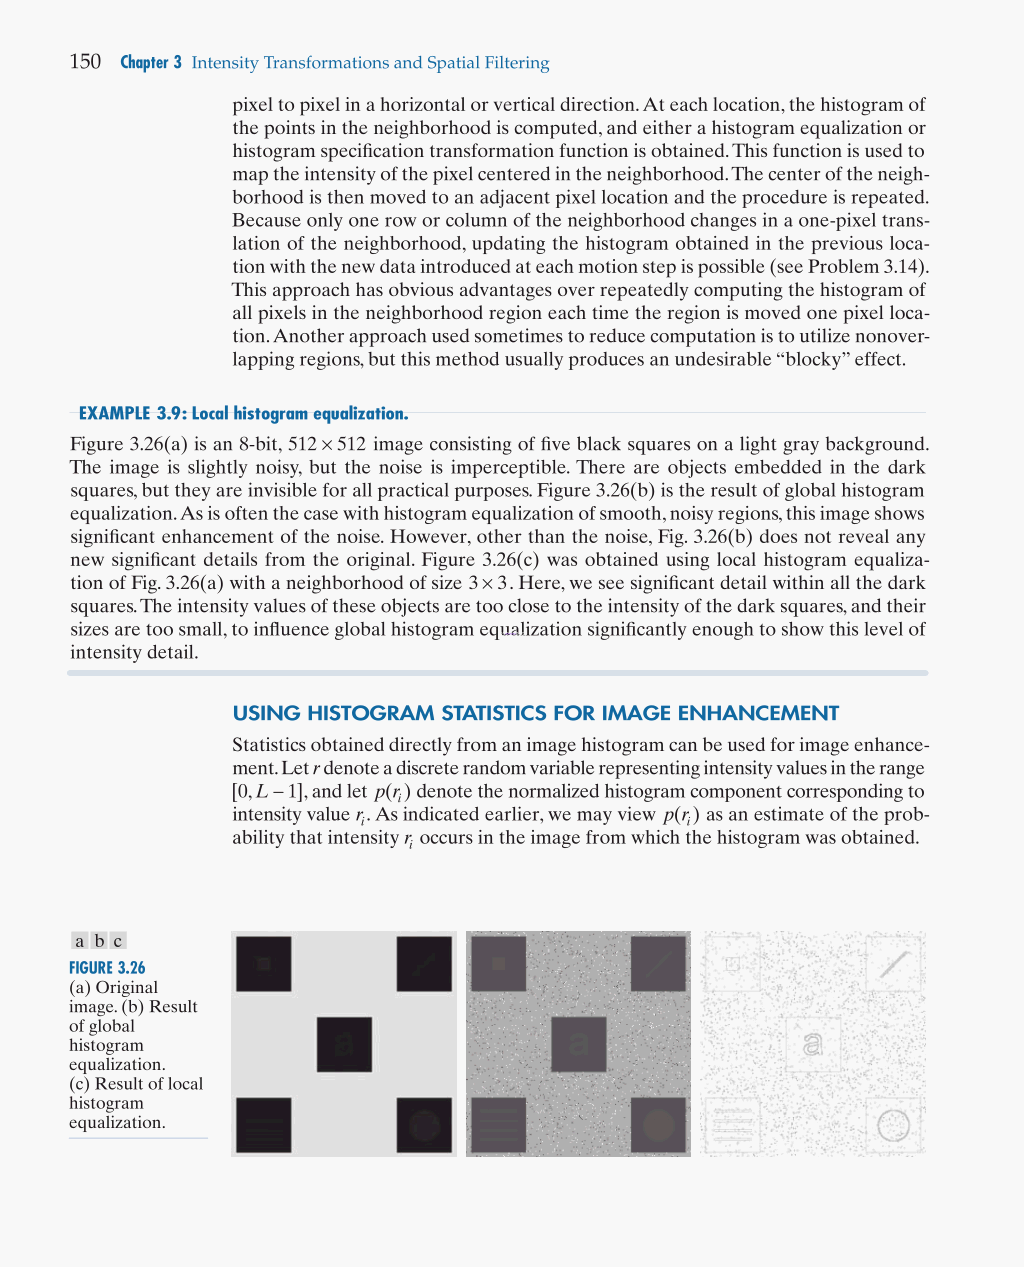 150 Chapter 3 Intensity Transformations and Spatial Filtering
pixel to pixel in a horizontal or vertical direction. At each location, the histogram of
the points in the neighborhood is computed, and either a histogram equalization or
histogram specification transformation function is obtained. This function is used to
map the intensity of the pixel centered in the neighborhood. The center of the neigh-
borhood is then moved to an adjacent pixel location and the procedure is repeated.
Because only one row or column of the neighborhood changes in a one-pixel trans-
lation of the neighborhood, updating the histogram obtained in the previous loca-
tion with the new data introduced at each motion step is possible (see Problem 3.14).
This approach has obvious advantages over repeatedly computing the histogram of
all pixels in the neighborhood region each time the region is moved one pixel loca-
tion. Another approach used sometimes to reduce computation is to utilize nonover-
lapping regions, but this method usually produces an undesirable “blocky” effect.
EXAMPLE 3.9: Local histogram equalization.
Figure 3.26(a) is an 8-bit, 512 × 512 image consisting of five black squares on a light gray background.
The image is slightly noisy, but the noise is imperceptible. There are objects embedded in the dark
squares, but they are invisible for all practical purposes. Figure 3.26(b) is the result of global histogram
equalization. As is often the case with histogram equalization of smooth, noisy regions, this image shows
significant enhancement of the noise. However, other than the noise, Fig. 3.26(b) does not reveal any
new significant details from the original. Figure 3.26(c) was obtained using local histogram equaliza-
tion of Fig. 3.26(a) with a neighborhood of size 3 × 3. Here, we see significant detail within all the dark
squares. The intensity values of these objects are too close to the intensity of the dark squares, and their
sizes are too small, to influence global histogram equalization significantly enough to show this level of
intensity detail.
USING HISTOGRAM STATISTICS FOR IMAGE ENHANCEMENT
Statistics obtained directly from an image histogram can be used for image enhance-
ment. Let r denote a discrete random variable representing intensity values in the range
[0, L − 1], and let p(rᵢ) denote the normalized histogram component corresponding to
intensity value rᵢ. As indicated earlier, we may view p(rᵢ) as an estimate of the prob-
ability that intensity rᵢ occurs in the image from which the histogram was obtained.
a b c
FIGURE 3.26
(a) Original
image. (b) Result
of global
histogram
equalization.
(c) Result of local
histogram
equalization.
a
a
a